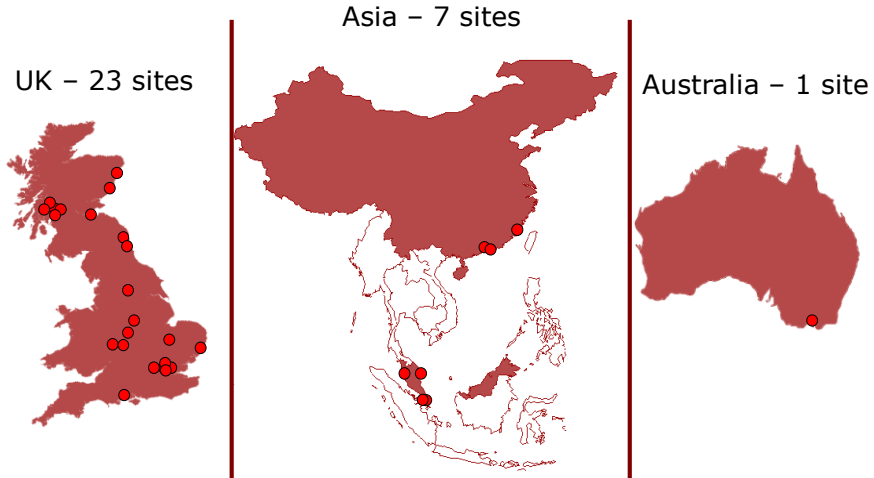 Asia – 7 sites
UK – 23 sites
Australia – 1 site